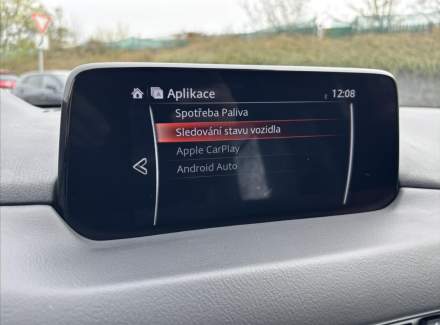 Aplikace
12:08
Spotřeba Paliva
Sledování stavu vozidla
Apple CarPlay
Android Auto